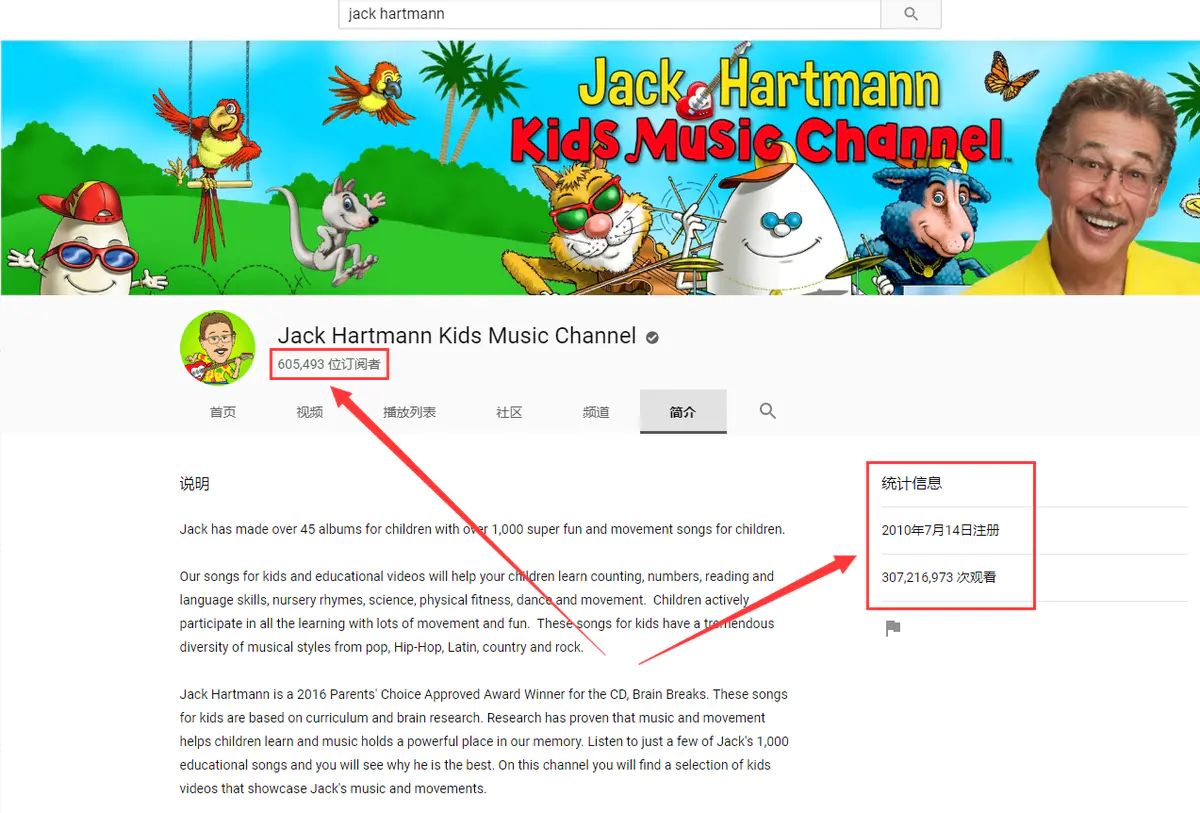 jack hartmann
Jack Hartmann
Kids Music Channel™
Jack Hartmann Kids Music Channel
605,493 位订阅者
首页 视频 播放列表 社区 频道 简介
说明
Jack has made over 45 albums for children with over 1,000 super fun and movement songs for children.
Our songs for kids and educational videos will help your children learn counting, numbers, reading and
language skills, nursery rhymes, science, physical fitness, dance and movement.  Children actively
participate in all the learning with lots of movement and fun.  These songs for kids have a tremendous
diversity of musical styles from pop, Hip-Hop, Latin, country and rock.
Jack Hartmann is a 2016 Parents' Choice Approved Award Winner for the CD, Brain Breaks. These songs
for kids are based on curriculum and brain research. Research has proven that music and movement
helps children learn and music holds a powerful place in our memory. Listen to just a few of Jack's 1,000
educational songs and you will see why he is the best. On this channel you will find a selection of kids
videos that showcase Jack's music and movements.
统计信息
2010年7月14日注册
307,216,973 次观看